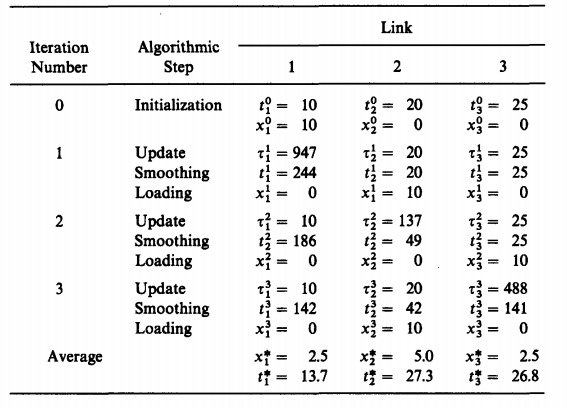 Link
Iteration Algorithmic
Number Step 1 2 3
0 Initialization t₁⁰ = 10 t₂⁰ = 20 t₃⁰ = 25
x₁⁰ = 10 x₂⁰ = 0 x₃⁰ = 0
1 Update τ₁¹ = 947 τ₂¹ = 20 τ₃¹ = 25
Smoothing t₁¹ = 244 t₂¹ = 20 t₃¹ = 25
Loading x₁¹ = 0 x₂¹ = 10 x₃¹ = 0
2 Update τ₁² = 10 τ₂² = 137 τ₃² = 25
Smoothing t₁² = 186 t₂² = 49 t₃² = 25
Loading x₁² = 0 x₂² = 0 x₃² = 10
3 Update τ₁³ = 10 τ₂³ = 20 τ₃³ = 488
Smoothing t₁³ = 142 t₂³ = 42 t₃³ = 141
Loading x₁³ = 0 x₂³ = 10 x₃³ = 0
Average x₁* = 2.5 x₂* = 5.0 x₃* = 2.5
t₁* = 13.7 t₂* = 27.3 t₃* = 26.8